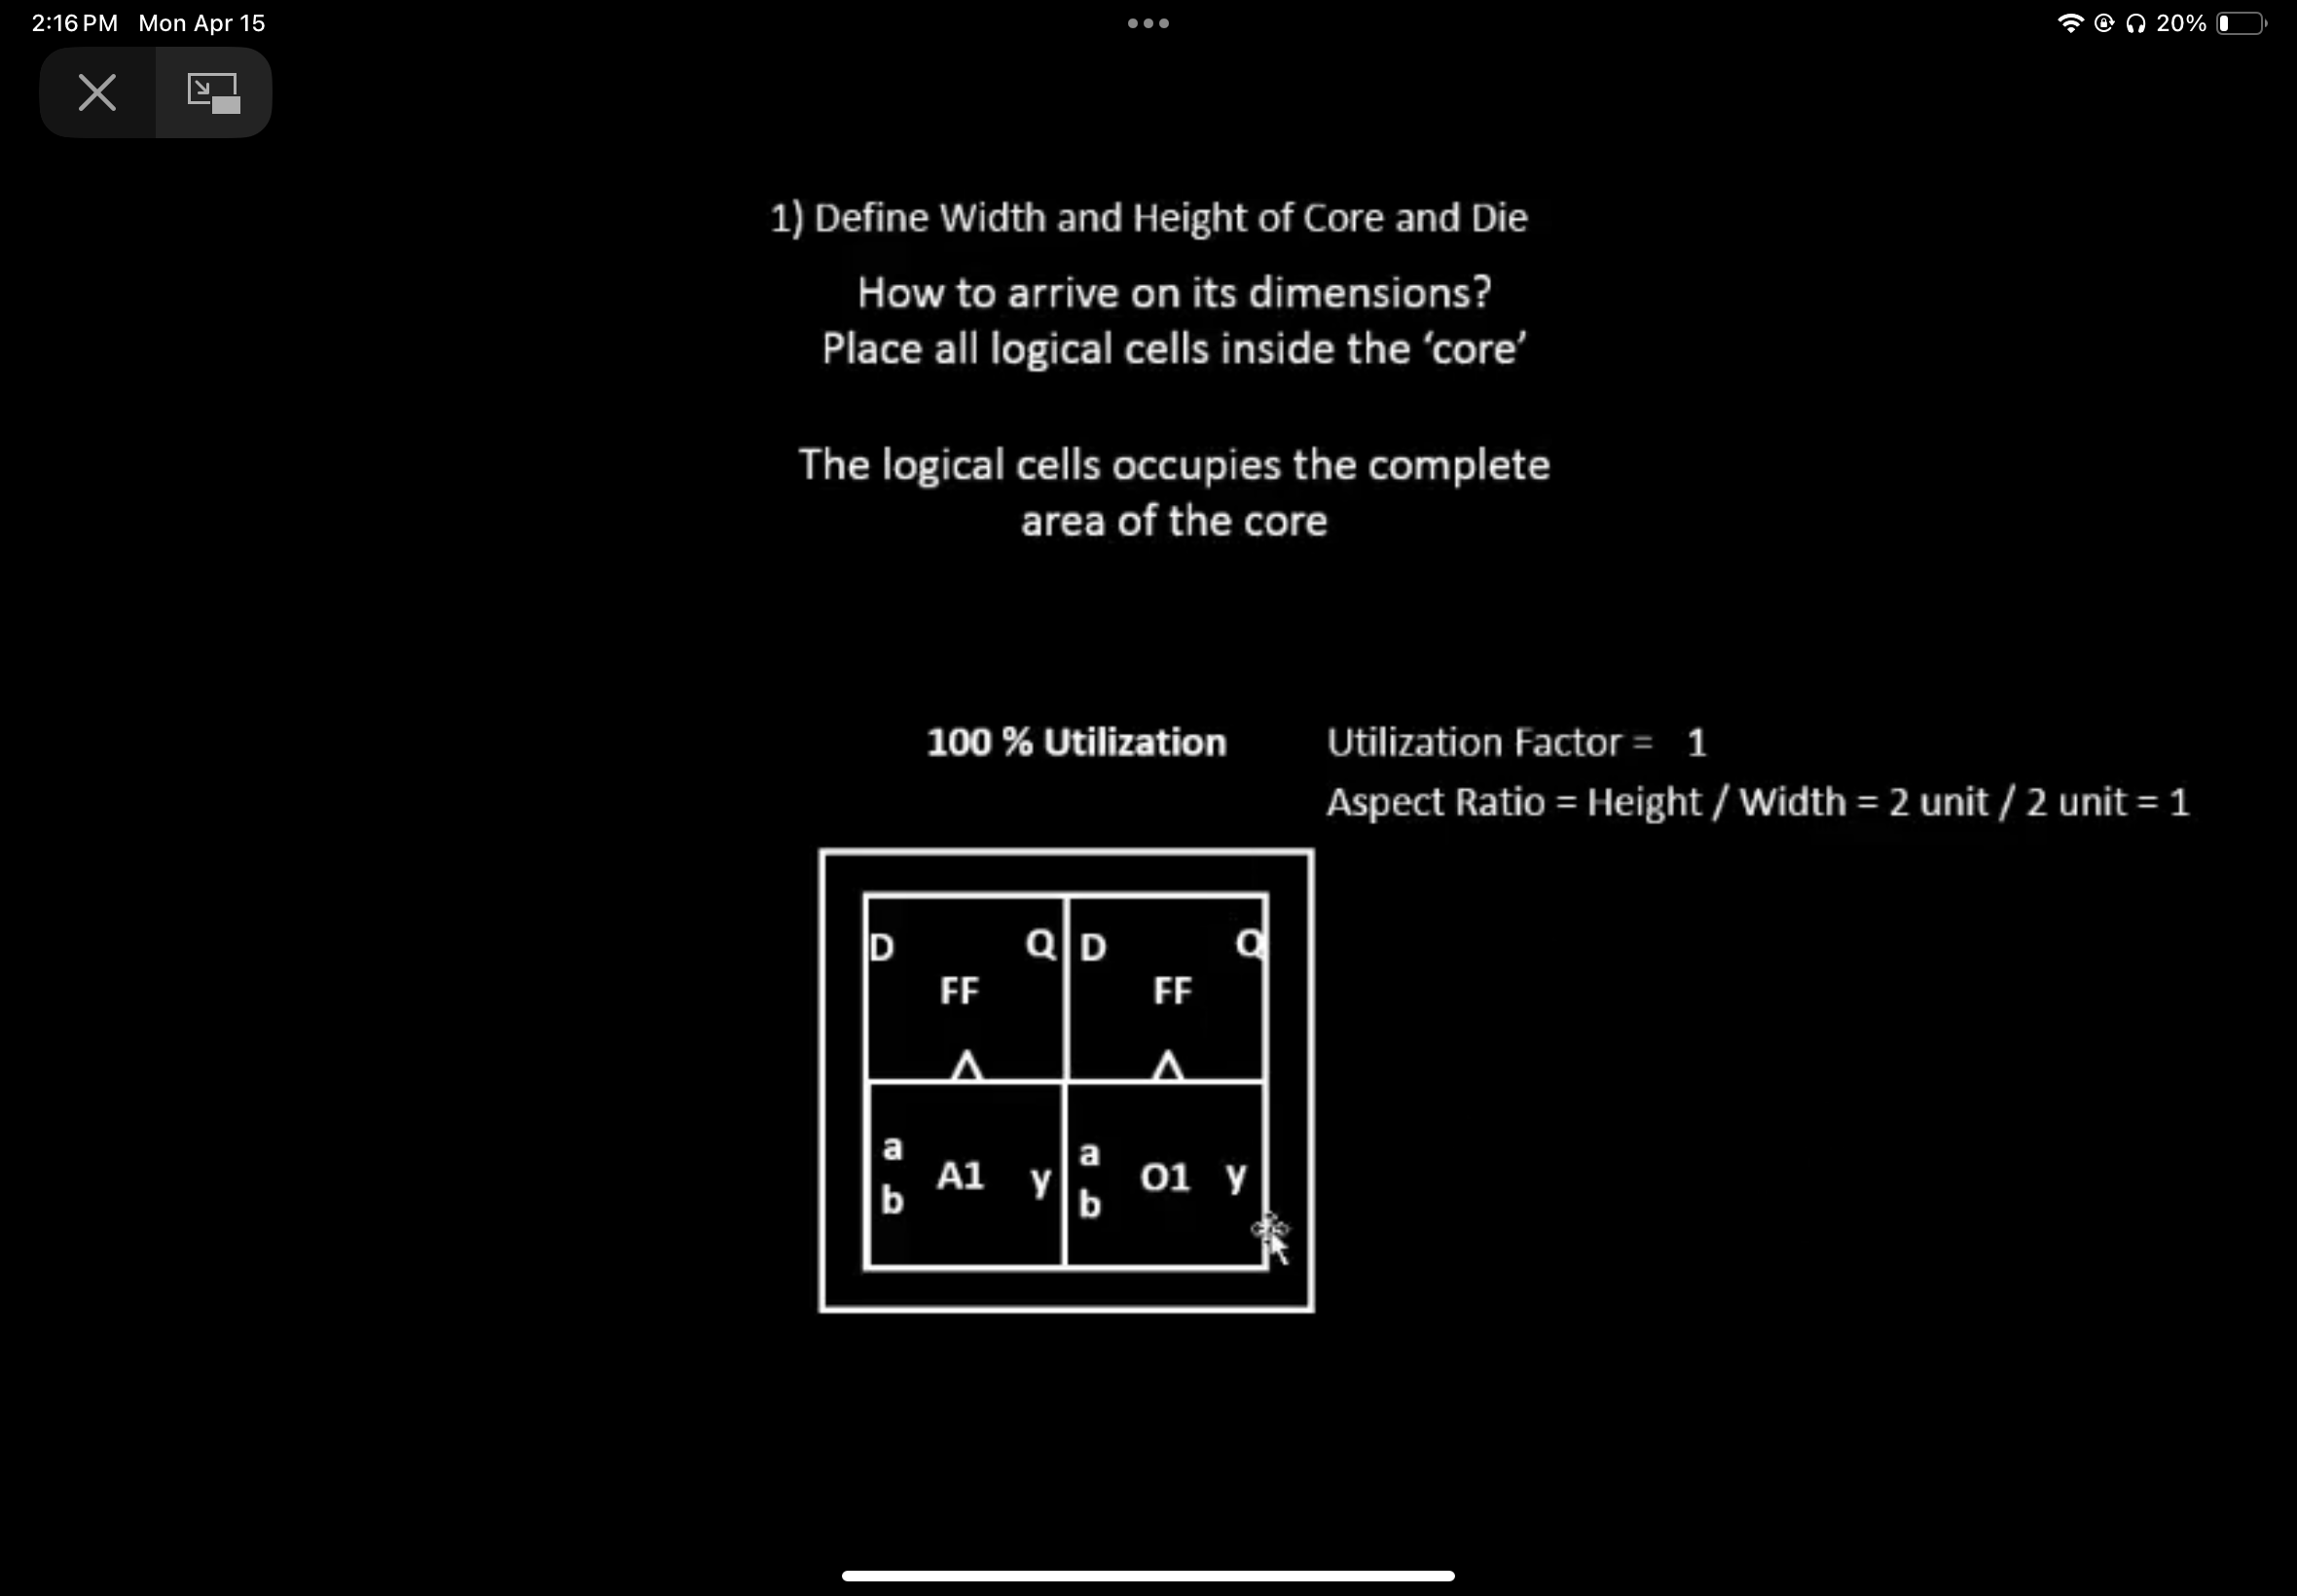 2:16 PM Mon Apr 15
20%
1) Define Width and Height of Core and Die
How to arrive on its dimensions?
Place all logical cells inside the ‘core’
The logical cells occupies the complete
area of the core
100 % Utilization
Utilization Factor = 1
Aspect Ratio = Height / Width = 2 unit / 2 unit = 1
D Q D Q
FF FF
a a
A1 y O1 y
b b